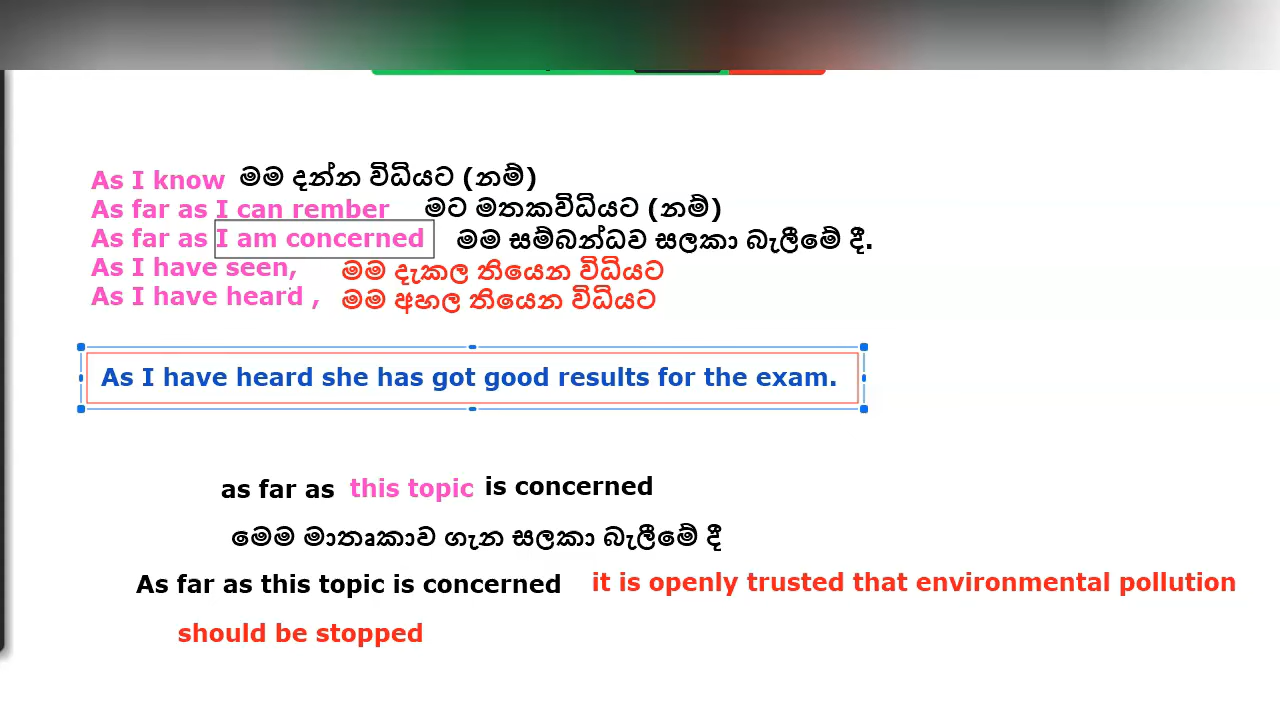 As I know මම දන්න විධියට (නම්)
As far as I can rember මට මතකවිධියට (නම්)
As far as I am concerned මම සම්බන්ධව සලකා බැලීමේ දී.
As I have seen, මම දැකල තියෙන විධියට
As I have heard , මම අහල තියෙන විධියට
As I have heard she has got good results for the exam.
as far as this topic is concerned
මෙම මාතෘකාව ගැන සලකා බැලීමේ දී
As far as this topic is concerned it is openly trusted that environmental pollution
should be stopped